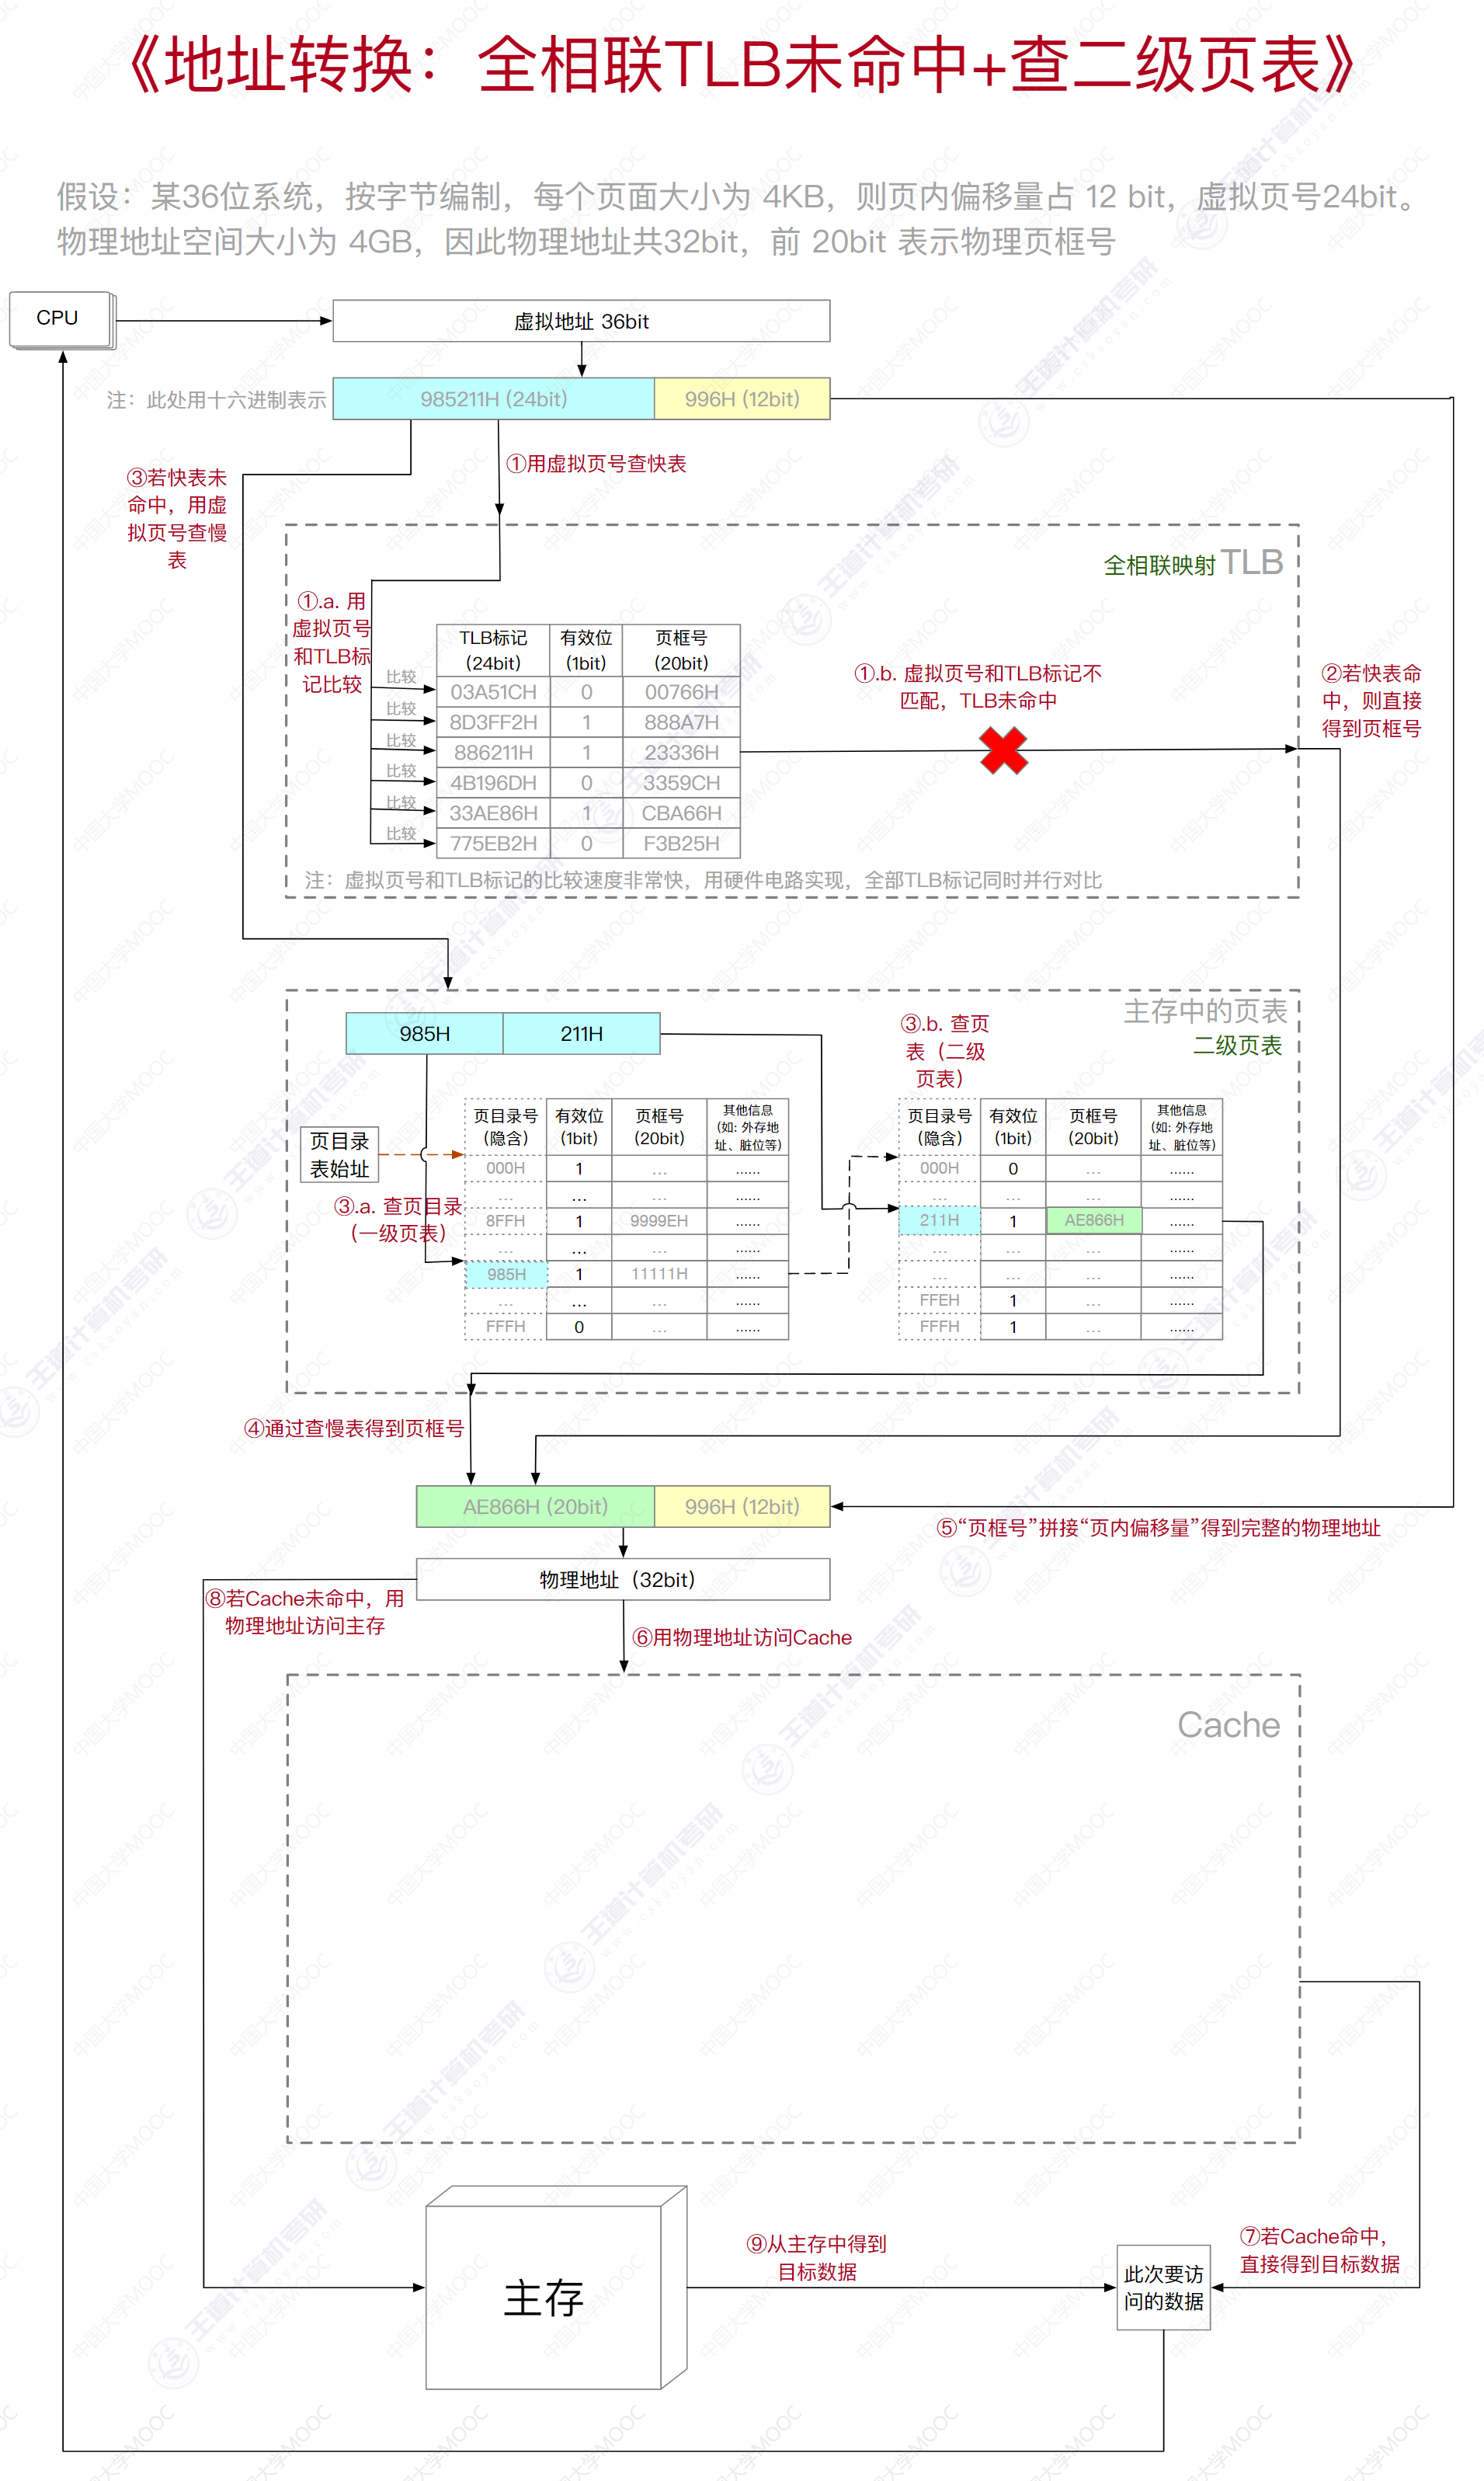 《地址转换：全相联TLB未命中+查二级页表》
假设：某36位系统，按字节编制，每个页面大小为 4KB，则页内偏移量占 12 bit，虚拟页号24bit。
物理地址空间大小为 4GB，因此物理地址共32bit，前 20bit 表示物理页框号
CPU
虚拟地址 36bit
注：此处用十六进制表示
985211H (24bit)
996H (12bit)
③若快表未
命中，用虚
拟页号查慢
表
①用虚拟页号查快表
全相联映射 TLB
①.a. 用
虚拟页号
和TLB标
记比较
比较
比较
比较
比较
比较
比较
TLB标记 有效位 页框号
(24bit) (1bit) (20bit)
03A51CH 0 00766H
8D3FF2H 1 888A7H
886211H 1 23336H
4B196DH 0 3359CH
33AE86H 1 CBA66H
775EB2H 0 F3B25H
①.b. 虚拟页号和TLB标记不
匹配，TLB未命中
②若快表命
中，则直接
得到页框号
注：虚拟页号和TLB标记的比较速度非常快，用硬件电路实现，全部TLB标记同时并行对比
主存中的页表
二级页表
985H 211H
③.b. 查页
表（二级
页表）
页目录
表始址
③.a. 查页目录
（一级页表）
页目录号 有效位 页框号 其他信息
（隐含） (1bit) (20bit) (如: 外存地
址、脏位等)
000H 1 ... ......
... ... ... ......
8FFH 1 9999EH ......
... ... ... ......
985H 1 11111H ......
... ... ... ......
FFFH 0 ... ......
页目录号 有效位 页框号 其他信息
（隐含） (1bit) (20bit) (如: 外存地
址、脏位等)
000H 0 ... ......
... ... ... ......
211H 1 AE866H ......
... ... ... ......
... ... ... ......
FFEH 1 ... ......
FFFH 1 ... ......
④通过查慢表得到页框号
AE866H (20bit) 996H (12bit)
⑤“页框号”拼接“页内偏移量”得到完整的物理地址
物理地址（32bit）
⑧若Cache未命中，用
物理地址访问主存
⑥用物理地址访问Cache
Cache
主存
⑨从主存中得到
目标数据
此次要访
问的数据
⑦若Cache命中，
直接得到目标数据
中国大学MOOC
王道计算机考研
www.cskaoyan.com